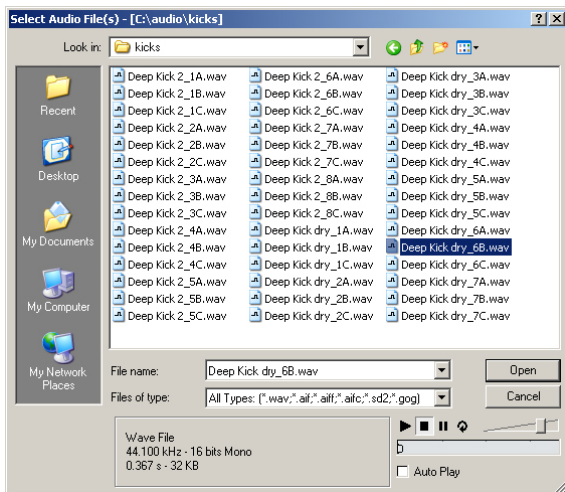 Select Audio File(s) - [C:\audio\kicks]
Look in:
kicks
Recent
Desktop
My Documents
My Computer
My Network
Places
Deep Kick 2_1A.wav
Deep Kick 2_1B.wav
Deep Kick 2_1C.wav
Deep Kick 2_2A.wav
Deep Kick 2_2B.wav
Deep Kick 2_2C.wav
Deep Kick 2_3A.wav
Deep Kick 2_3B.wav
Deep Kick 2_3C.wav
Deep Kick 2_4A.wav
Deep Kick 2_4B.wav
Deep Kick 2_4C.wav
Deep Kick 2_5A.wav
Deep Kick 2_5B.wav
Deep Kick 2_5C.wav
Deep Kick 2_6A.wav
Deep Kick 2_6B.wav
Deep Kick 2_6C.wav
Deep Kick 2_7A.wav
Deep Kick 2_7B.wav
Deep Kick 2_7C.wav
Deep Kick 2_8A.wav
Deep Kick 2_8B.wav
Deep Kick 2_8C.wav
Deep Kick dry_1A.wav
Deep Kick dry_1B.wav
Deep Kick dry_1C.wav
Deep Kick dry_2A.wav
Deep Kick dry_2B.wav
Deep Kick dry_2C.wav
Deep Kick dry_3A.wav
Deep Kick dry_3B.wav
Deep Kick dry_3C.wav
Deep Kick dry_4A.wav
Deep Kick dry_4B.wav
Deep Kick dry_4C.wav
Deep Kick dry_5A.wav
Deep Kick dry_5B.wav
Deep Kick dry_5C.wav
Deep Kick dry_6A.wav
Deep Kick dry_6B.wav
Deep Kick dry_6C.wav
Deep Kick dry_7A.wav
Deep Kick dry_7B.wav
Deep Kick dry_7C.wav
File name:
Deep Kick dry_6B.wav
Open
Files of type:
All Types: (*.wav;*.aif;*.aiff;*.aifc;*.sd2;*.gog)
Cancel
Wave File
44.100 kHz - 16 bits Mono
0.367 s - 32 KB
Auto Play